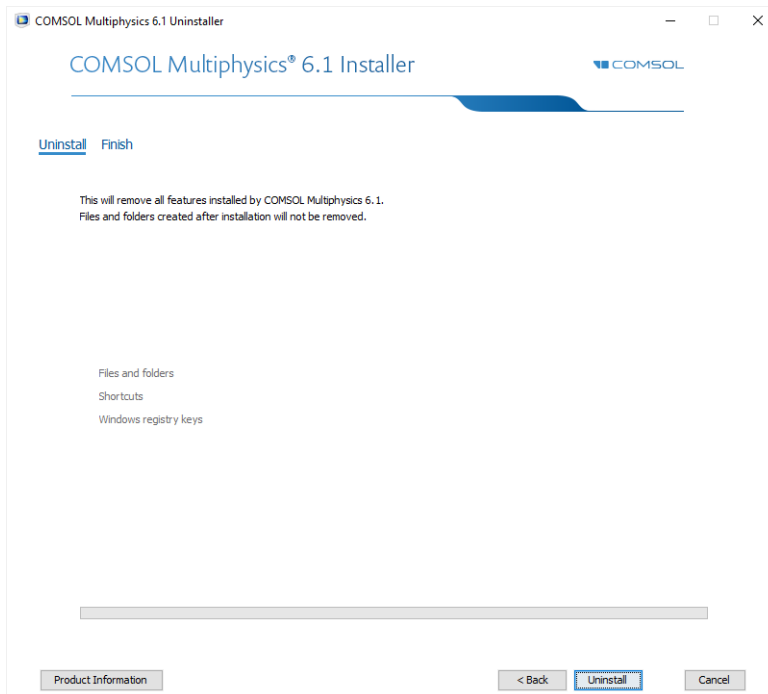 COMSOL Multiphysics 6.1 Uninstaller
COMSOL Multiphysics® 6.1 Installer
COMSOL
Uninstall Finish
This will remove all features installed by COMSOL Multiphysics 6.1.
Files and folders created after installation will not be removed.
Files and folders
Shortcuts
Windows registry keys
Product Information
< Back
Uninstall
Cancel